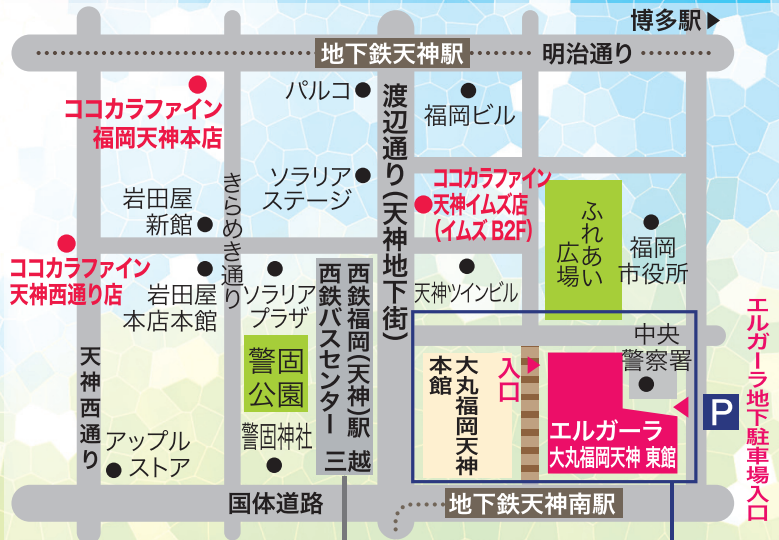 博多駅▶
地下鉄天神駅
明治通り
ココカラファイン
福岡天神本店
パルコ
渡辺通り(天神地下街)
福岡ビル
ソラリア
ステージ
ココカラファイン
天神イムズ店
(イムズ B2F)
岩田屋
新館
きらめき通り
ふれあい
広場
福岡
市役所
ココカラファイン
天神西通り店
岩田屋
本店本館
ソラリア
プラザ
西鉄福岡(天神)駅
西鉄バスセンター
三越
天神ツインビル
中央
警察署
エルガーラ地下駐車場入口
P
天神西通り
警固
公園
大丸福岡天神
本館
入口
エルガーラ
大丸福岡天神 東館
アップル
ストア
警固神社
国体道路
地下鉄天神南駅